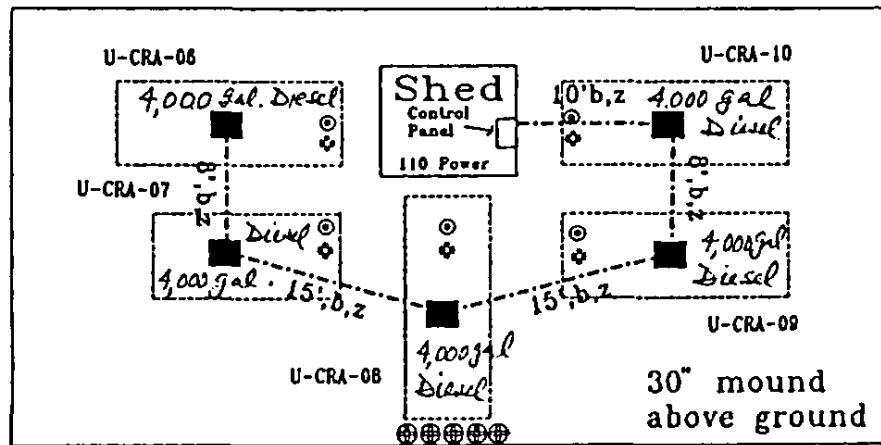 U-CRA-06
U-CRA-10
4,000 gal. Diesel
Shed
Control
Panel
110 Power
10'b,z
4.000 gal
Diesel
8',b,z
8',b,z
U-CRA-07
Diesel
4,000 gal.
15',b,z
15',b,z
4,000gal
Diesel
U-CRA-09
4,000gal
Diesel
U-CRA-08
30" mound
above ground